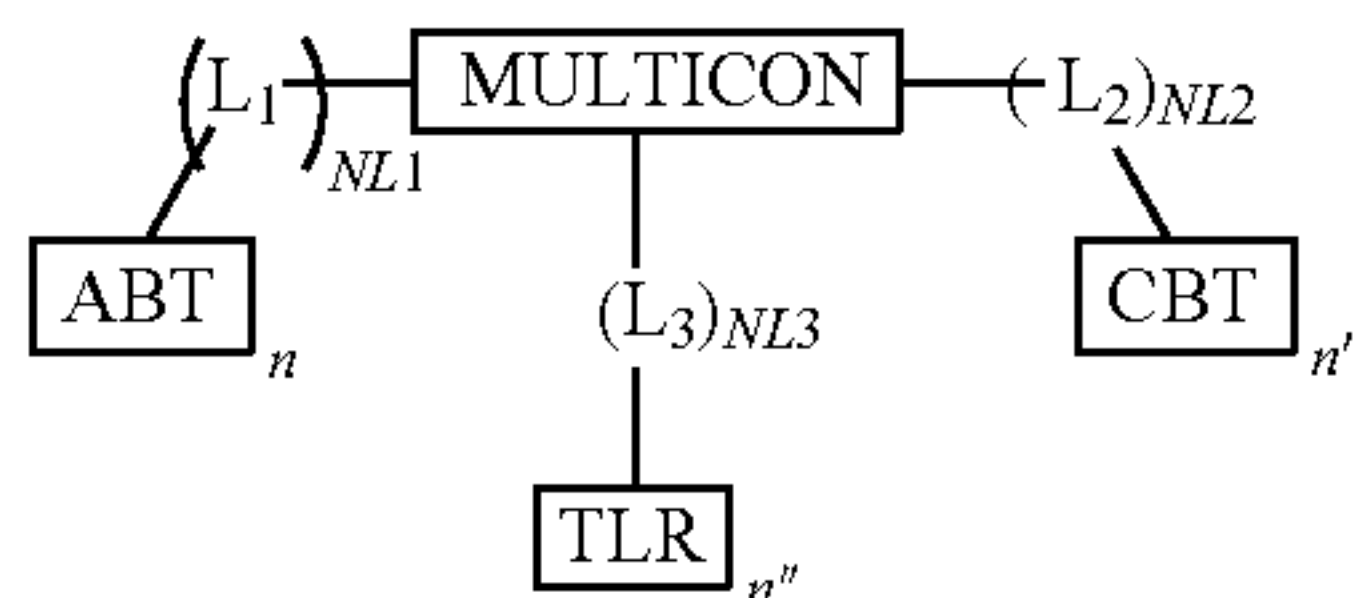 (L₁)NL1 MULTICON (L₂)NL2
ABT n (L₃)NL3 CBT n'
TLR n"